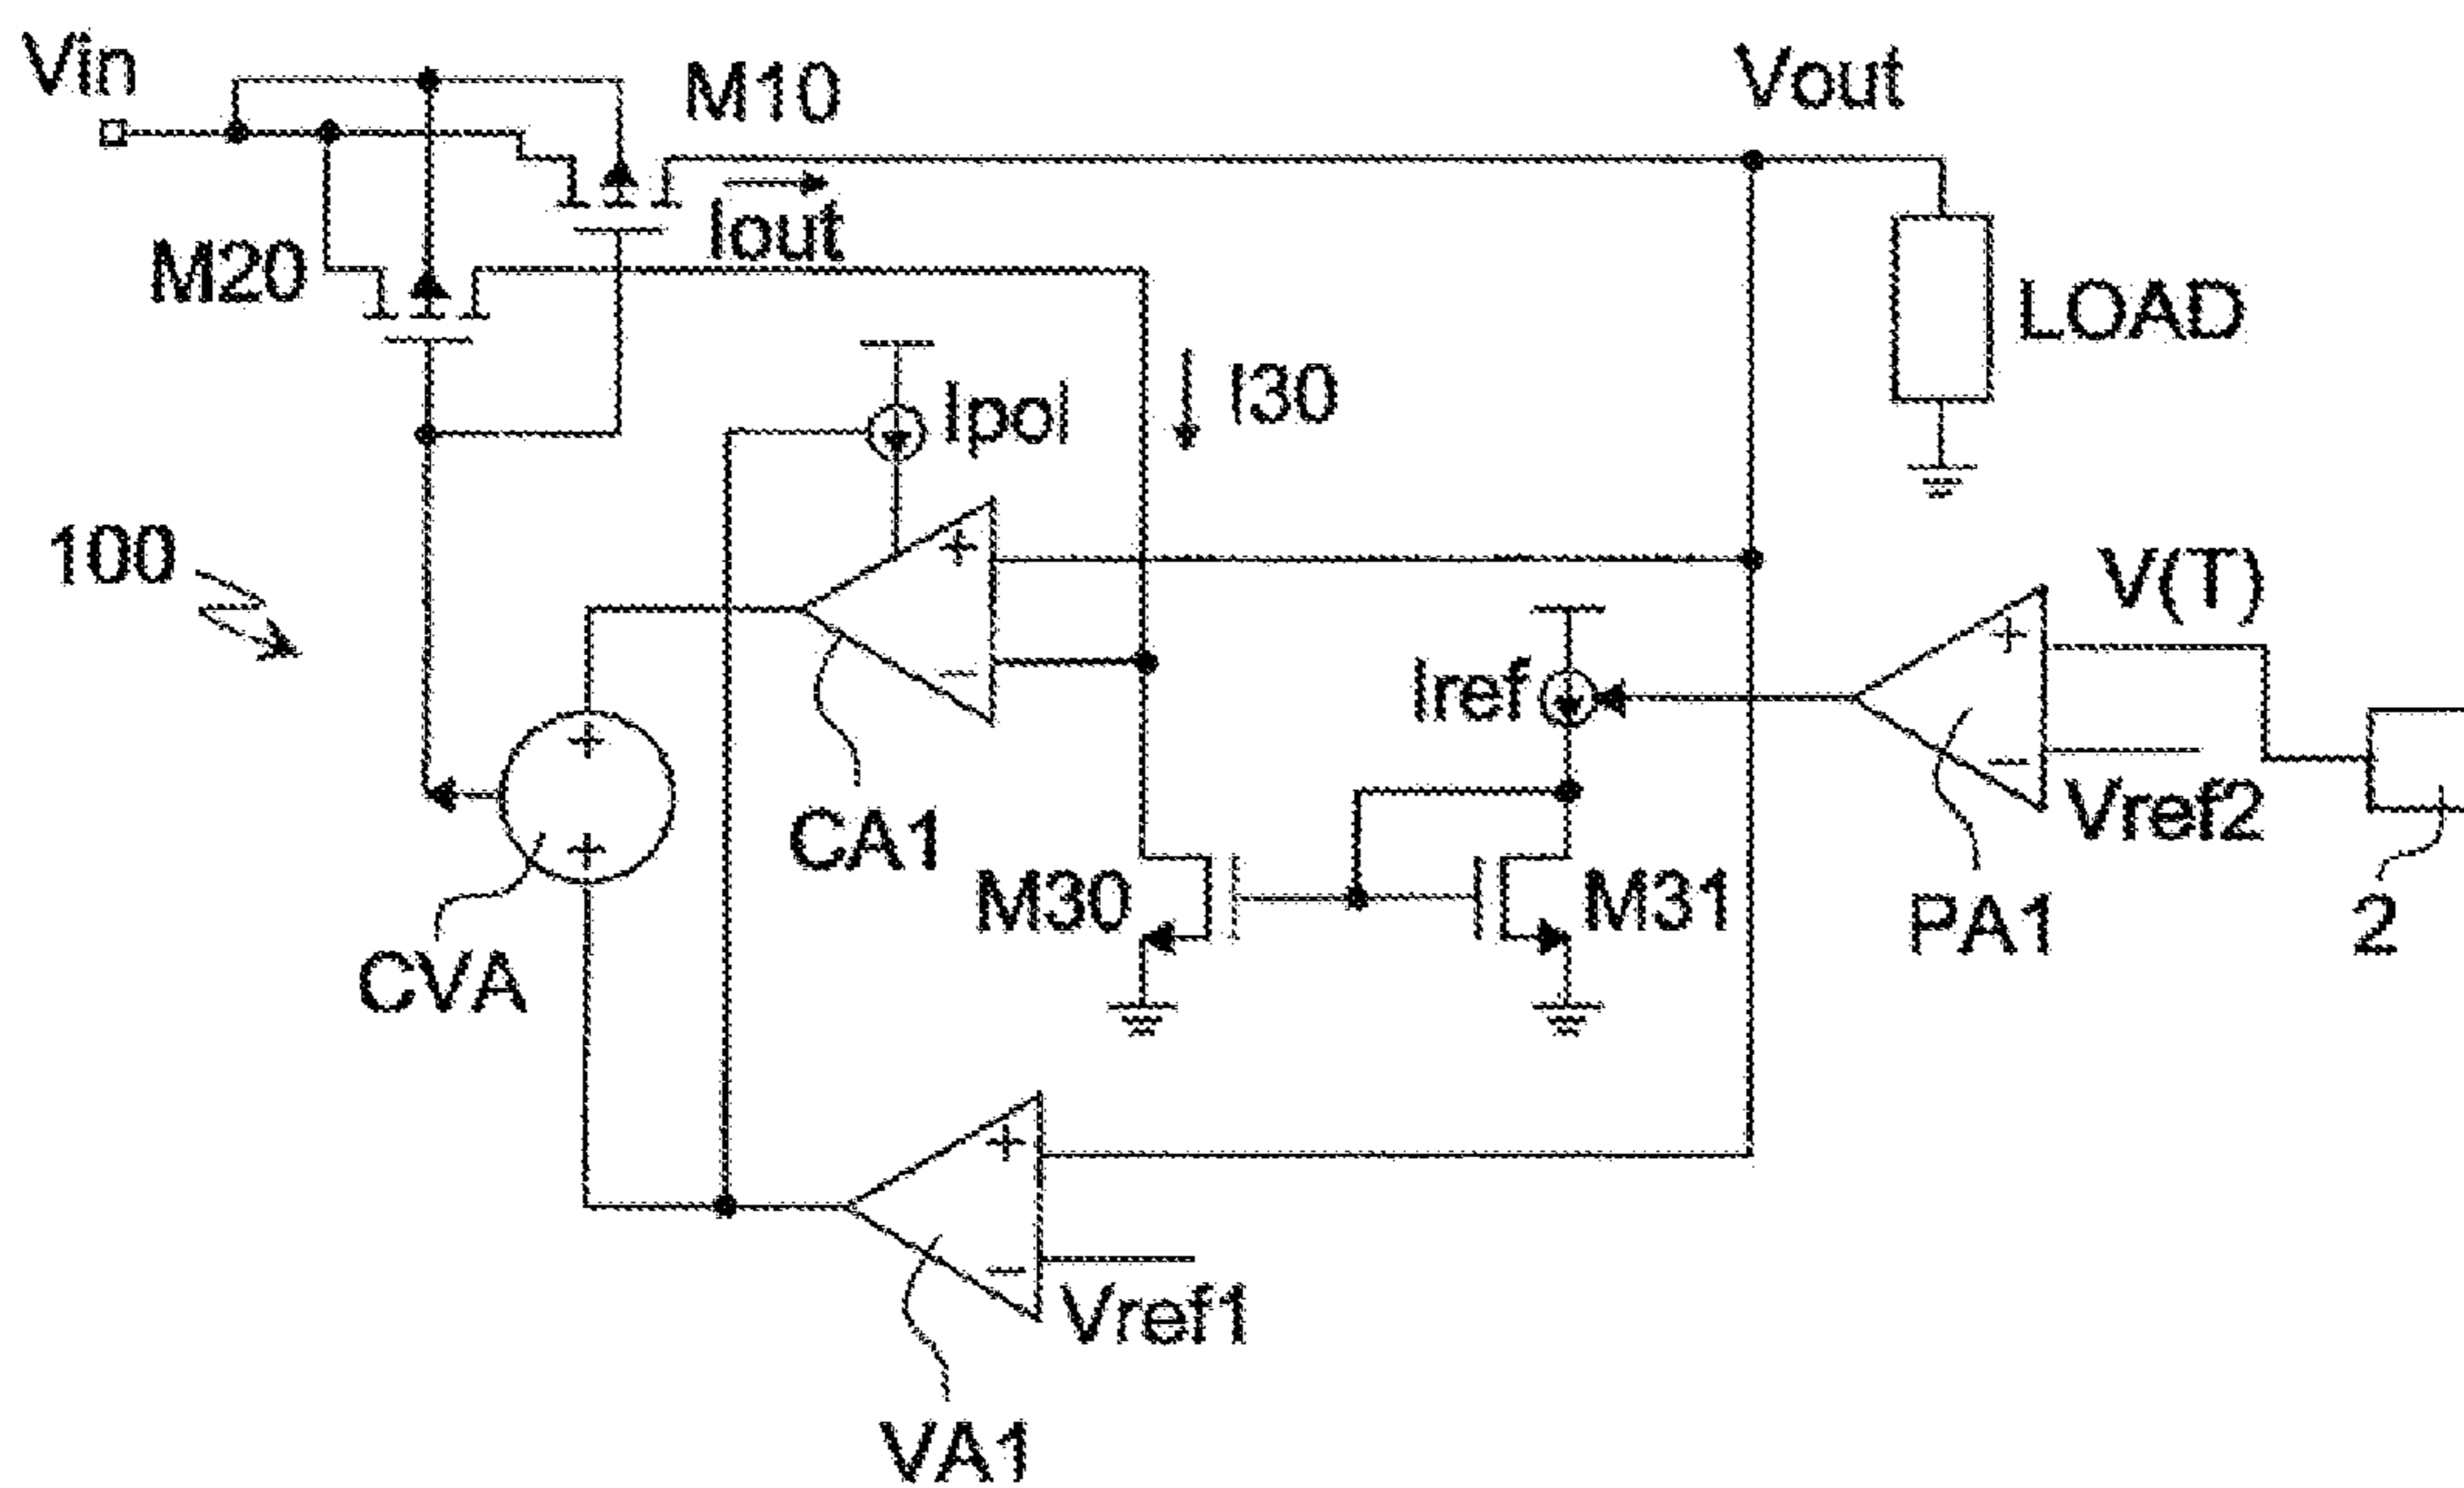 Vin
M10
Vout
Iout
M20
LOAD
Ipol
I30
100
+
V(T)
+
−
Iref
+
−
CA1
Vref2
+
M30
M31
PA1
2
CVA
+
−
Vref1
VA1